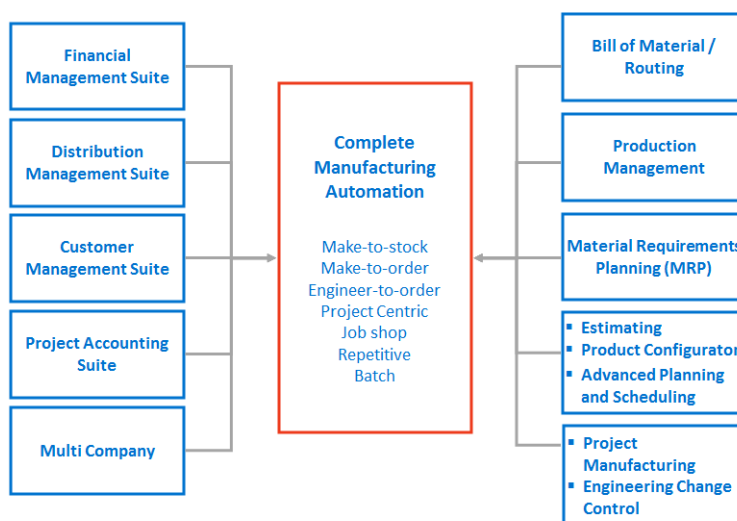 Financial
Management Suite
Distribution
Management Suite
Customer
Management Suite
Project Accounting
Suite
Multi Company
Complete
Manufacturing
Automation
Make-to-stock
Make-to-order
Engineer-to-order
Project Centric
Job shop
Repetitive
Batch
Bill of Material /
Routing
Production
Management
Material Requirements
Planning (MRP)
▪ Estimating
▪ Product Configurator
▪ Advanced Planning
and Scheduling
▪ Project
Manufacturing
▪ Engineering Change
Control